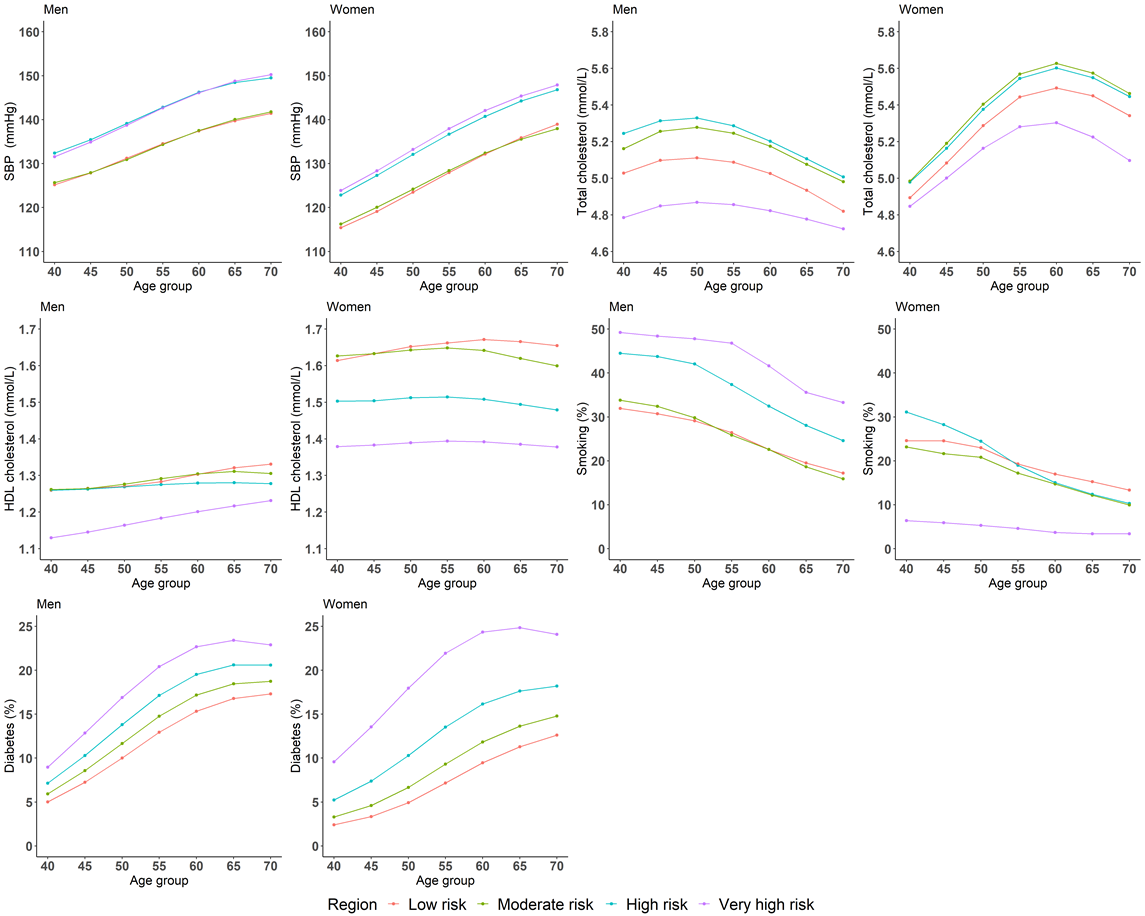 Men
SBP (mmHg)
160
150
140
130
120
110
40 45 50 55 60 65 70
Age group
Women
SBP (mmHg)
160
150
140
130
120
110
40 45 50 55 60 65 70
Age group
Men
Total cholesterol (mmol/L)
5.8
5.6
5.4
5.2
5.0
4.8
4.6
40 45 50 55 60 65 70
Age group
Women
Total cholesterol (mmol/L)
5.8
5.6
5.4
5.2
5.0
4.8
4.6
40 45 50 55 60 65 70
Age group
Men
HDL cholesterol (mmol/L)
1.7
1.6
1.5
1.4
1.3
1.2
1.1
40 45 50 55 60 65 70
Age group
Women
HDL cholesterol (mmol/L)
1.7
1.6
1.5
1.4
1.3
1.2
1.1
40 45 50 55 60 65 70
Age group
Men
Smoking (%)
50
40
30
20
10
0
40 45 50 55 60 65 70
Age group
Women
Smoking (%)
50
40
30
20
10
0
40 45 50 55 60 65 70
Age group
Men
Diabetes (%)
25
20
15
10
5
0
40 45 50 55 60 65 70
Age group
Women
Diabetes (%)
25
20
15
10
5
0
40 45 50 55 60 65 70
Age group
Region Low risk Moderate risk High risk Very high risk